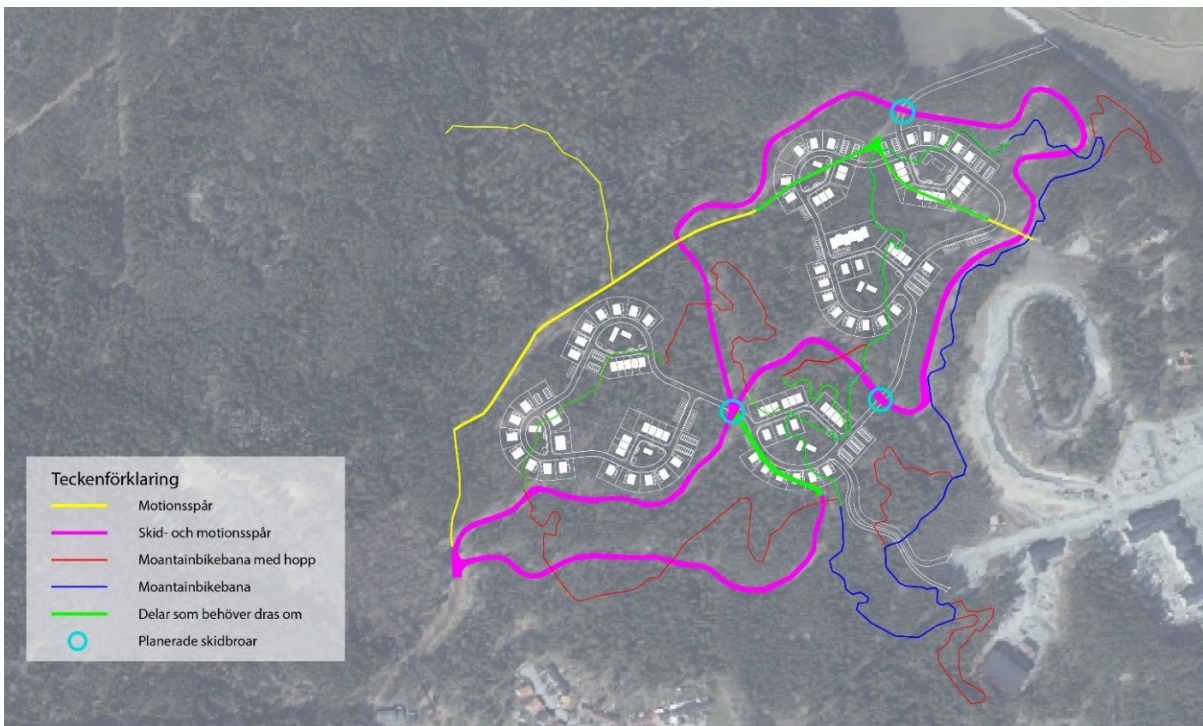 Teckenförklaring
Motionsspår
Skid- och motionsspår
Moantainbikebana med hopp
Moantainbikebana
Delar som behöver dras om
Planerade skidbroar